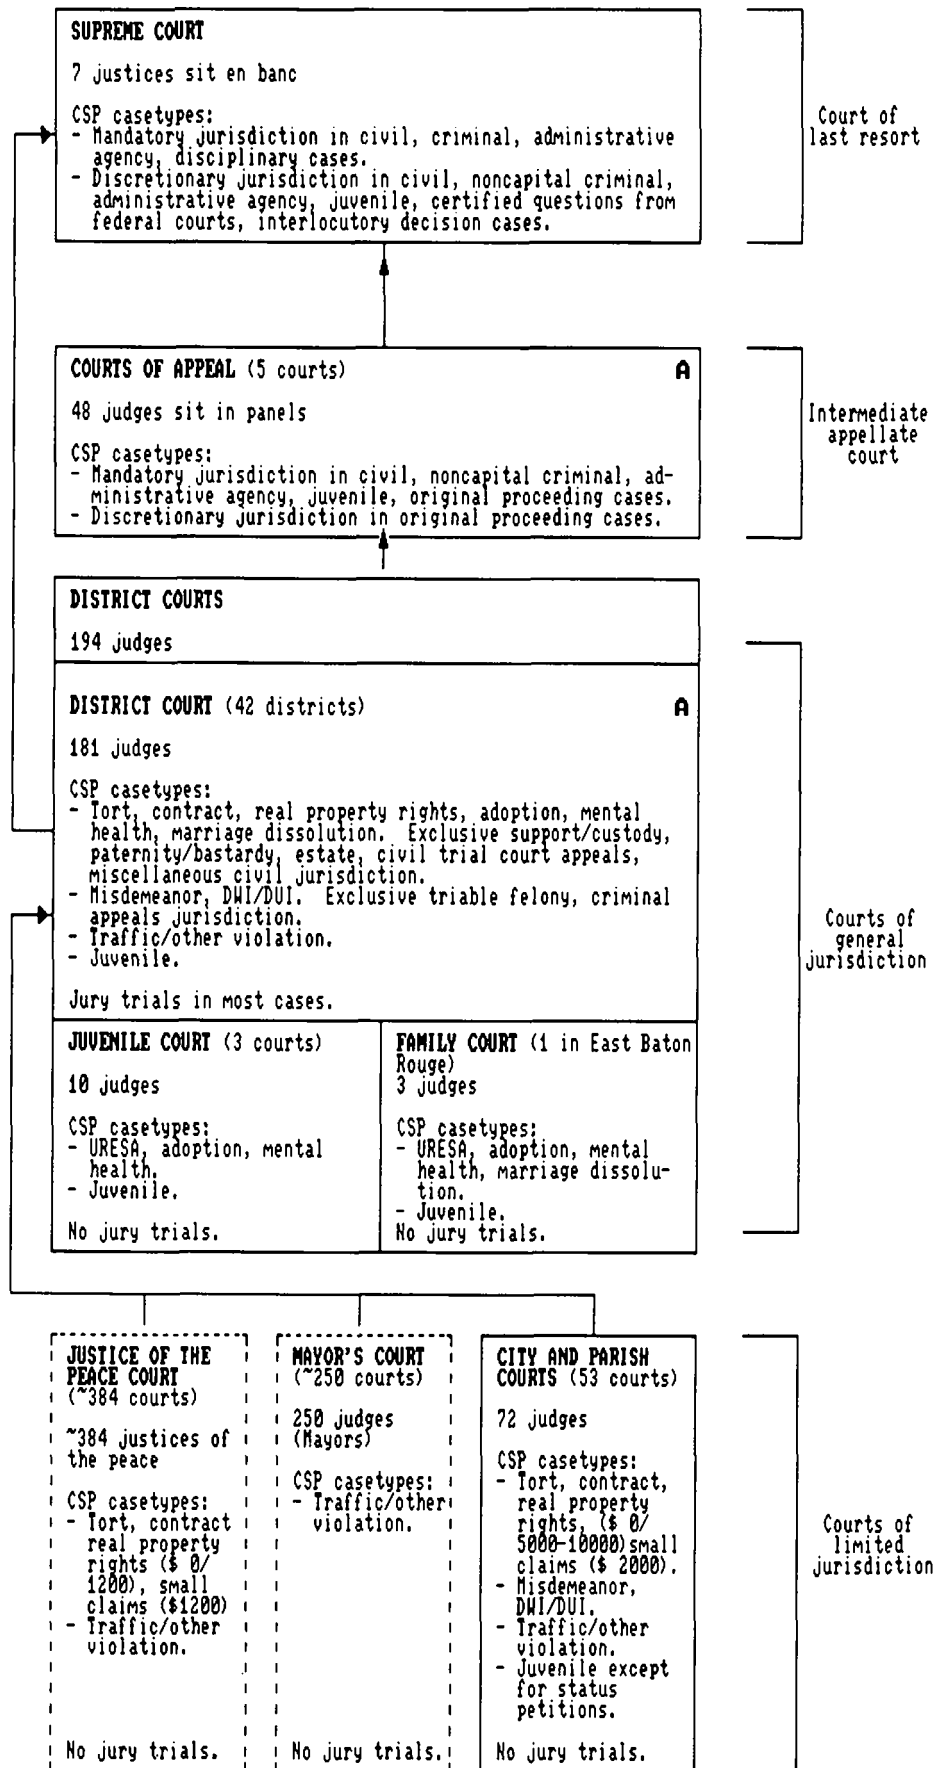 SUPREME COURT
7 justices sit en banc
CSP casetypes:
- Mandatory jurisdiction in civil, criminal, administrative
agency, disciplinary cases.
- Discretionary jurisdiction in civil, noncapital criminal,
administrative agency, juvenile, certified questions from
federal courts, interlocutory decision cases.
Court of
last resort
COURTS OF APPEAL (5 courts) A
48 judges sit in panels
CSP casetypes:
- Mandatory jurisdiction in civil, noncapital criminal, ad-
ministrative agency, juvenile, original proceeding cases.
- Discretionary jurisdiction in original proceeding cases.
Intermediate
appellate
court
DISTRICT COURTS
194 judges
DISTRICT COURT (42 districts) A
181 judges
CSP casetypes:
- Tort, contract, real property rights, adoption, mental
health, marriage dissolution. Exclusive support/custody,
paternity/bastardy, estate, civil trial court appeals,
miscellaneous civil jurisdiction.
- Misdemeanor, DWI/DUI. Exclusive triable felony, criminal
appeals jurisdiction.
- Traffic/other violation.
- Juvenile.
Jury trials in most cases.
JUVENILE COURT (3 courts)
10 judges
CSP casetypes:
- URESA, adoption, mental
health.
- Juvenile.
No jury trials.
FAMILY COURT (1 in East Baton
Rouge)
3 judges
CSP casetypes:
- URESA, adoption, mental
health, marriage dissolu-
tion.
- Juvenile.
No jury trials.
Courts of
general
jurisdiction
JUSTICE OF THE
PEACE COURT
(~384 courts)
~384 justices of
the peace
CSP casetypes:
- Tort, contract
real property
rights ($ 0/
1200), small
claims ($1200)
- Traffic/other
violation.
No jury trials.
MAYOR'S COURT
(~250 courts)
250 judges
(Mayors)
CSP casetypes:
- Traffic/other
violation.
No jury trials.
CITY AND PARISH
COURTS (53 courts)
72 judges
CSP casetypes:
- Tort, contract,
real property
rights, ($ 0/
5000-10000)small
claims ($ 2000).
- Misdemeanor,
DWI/DUI.
- Traffic/other
violation.
- Juvenile except
for status
petitions.
No jury trials.
Courts of
limited
jurisdiction